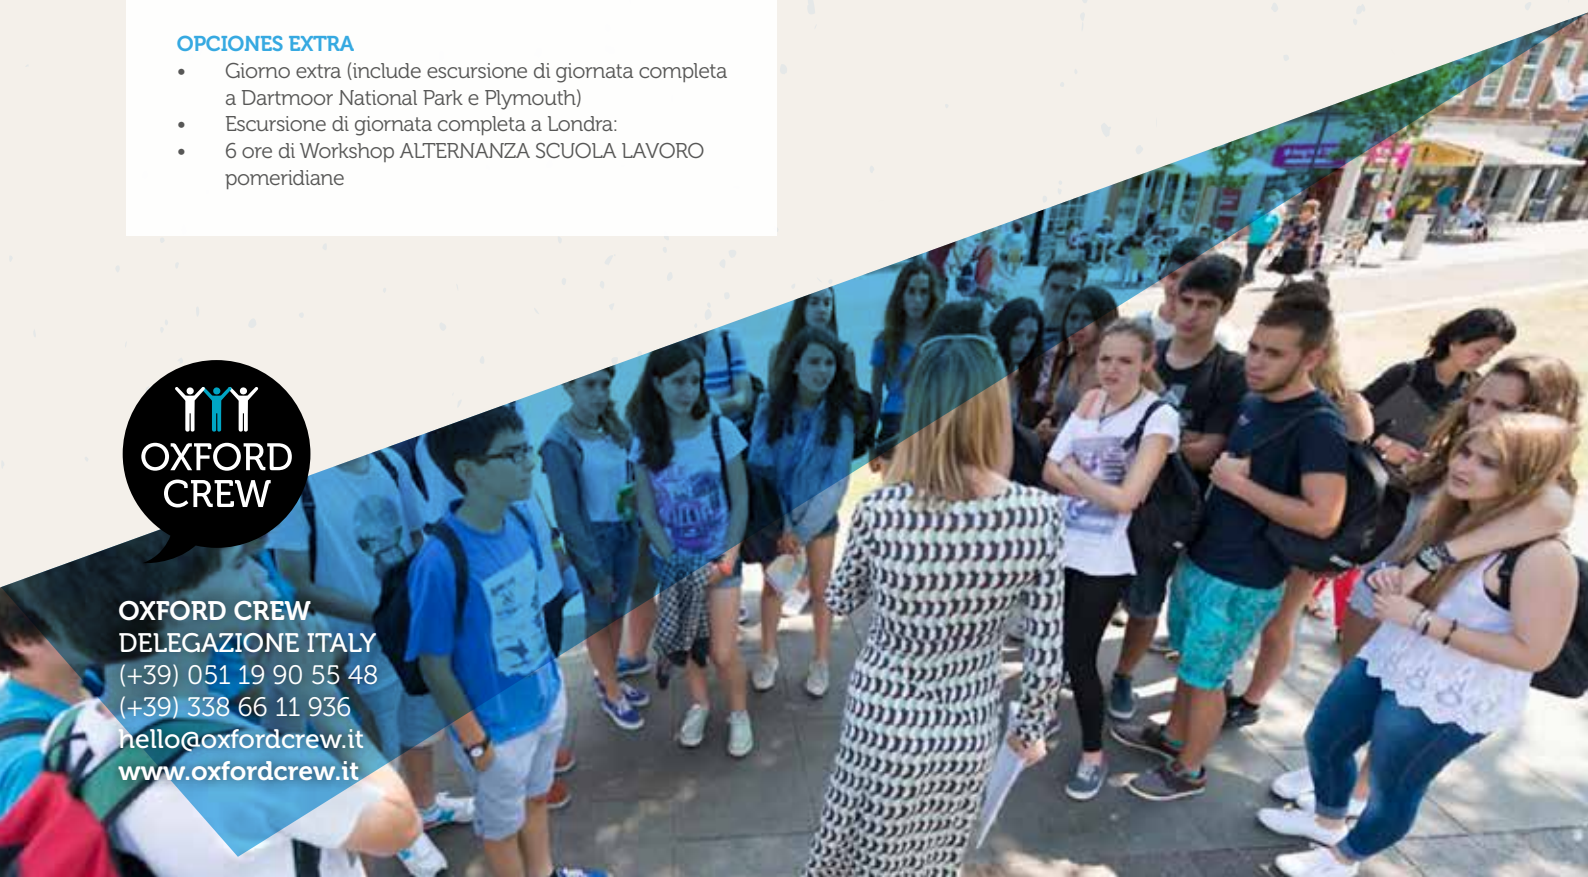 OPCIONES EXTRA
• Giorno extra (include escursione di giornata completa
a Dartmoor National Park e Plymouth)
• Escursione di giornata completa a Londra:
• 6 ore di Workshop ALTERNANZA SCUOLA LAVORO
pomeridiane
OXFORD
CREW
OXFORD CREW
DELEGAZIONE ITALY
(+39) 051 19 90 55 48
(+39) 338 66 11 936
hello@oxfordcrew.it
www.oxfordcrew.it